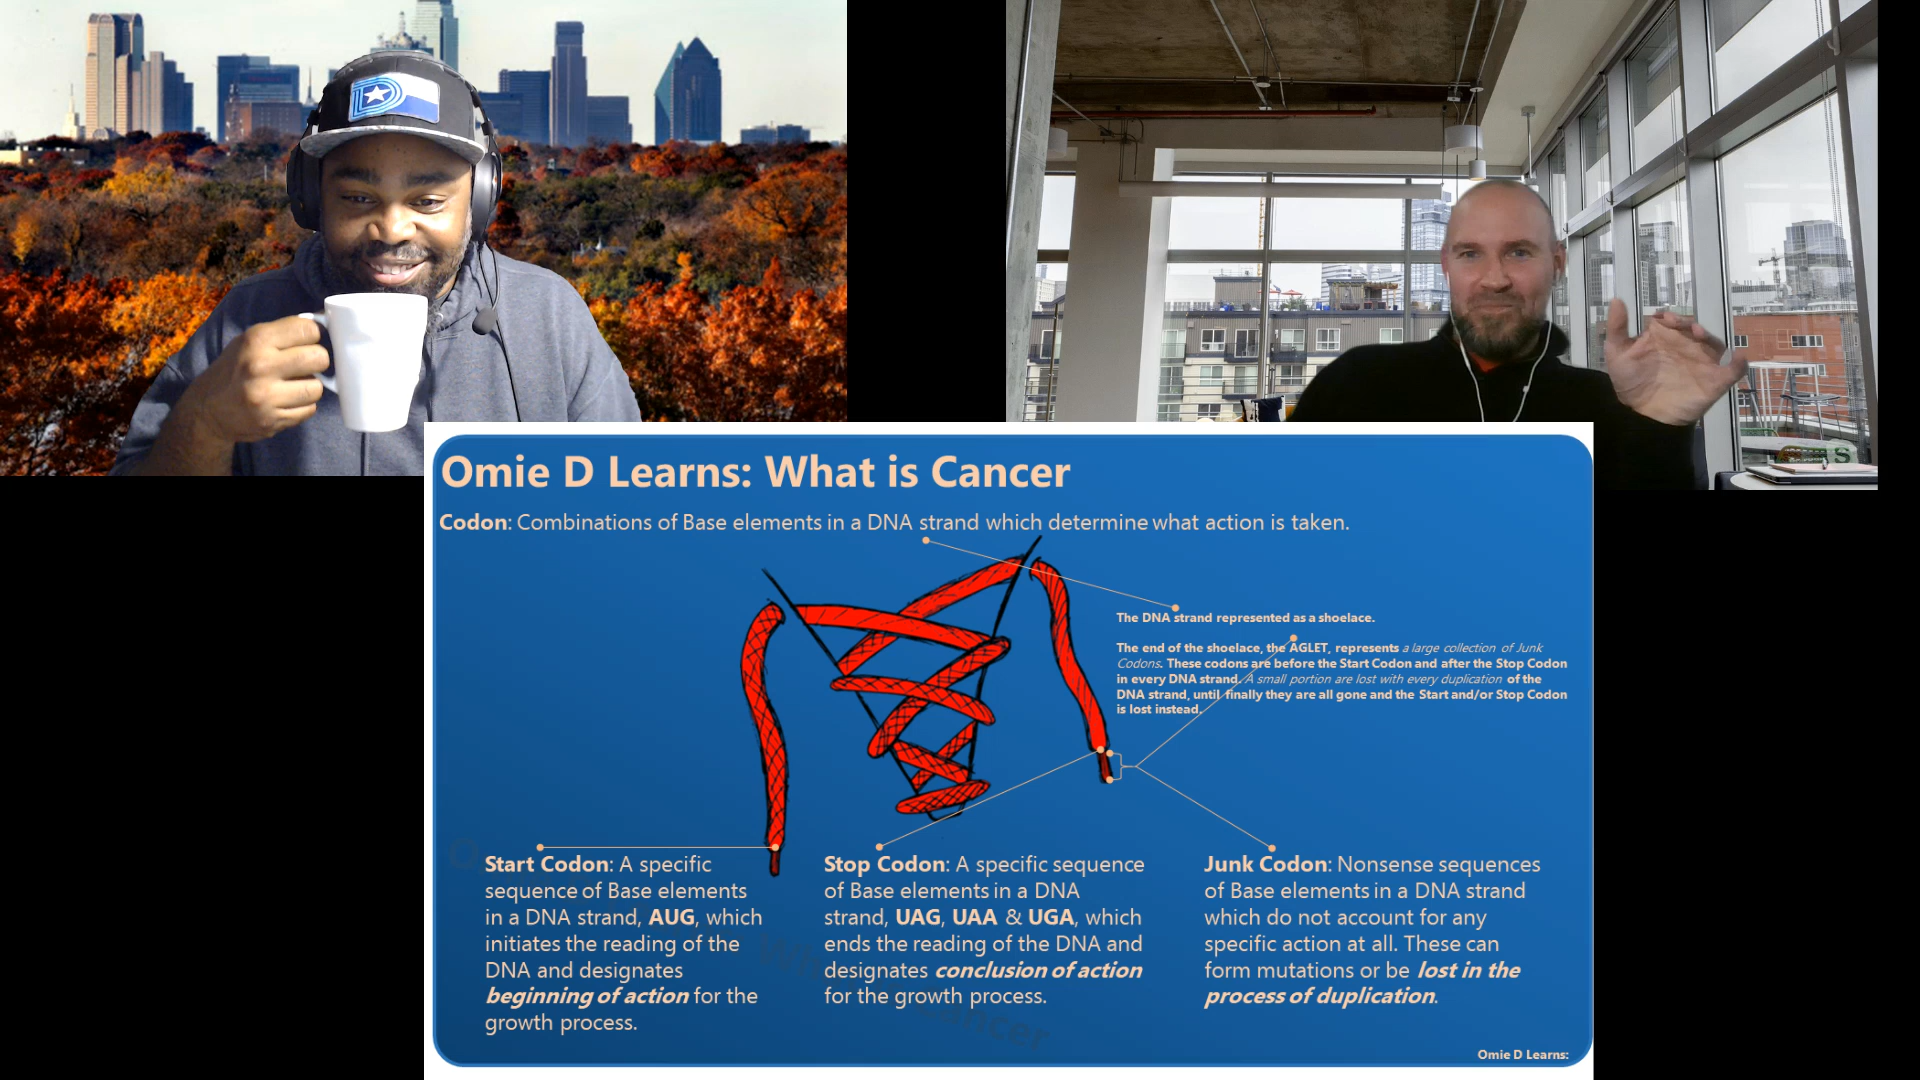 Omie D Learns: What is Cancer
Codon: Combinations of Base elements in a DNA strand which determine what action is taken.
The DNA strand represented as a shoelace.
The end of the shoelace, the AGLET, represents a large collection of Junk
Codons. These codons are before the Start Codon and after the Stop Codon
in every DNA strand. A small portion are lost with every duplication of the
DNA strand, until finally they are all gone and the Start and/or Stop Codon
is lost instead.
Start Codon: A specific
sequence of Base elements
in a DNA strand, AUG, which
initiates the reading of the
DNA and designates
beginning of action for the
growth process.
Stop Codon: A specific sequence
of Base elements in a DNA
strand, UAG, UAA & UGA, which
ends the reading of the DNA and
designates conclusion of action
for the growth process.
Junk Codon: Nonsense sequences
of Base elements in a DNA strand
which do not account for any
specific action at all. These can
form mutations or be lost in the
process of duplication.
Omie D Learns: